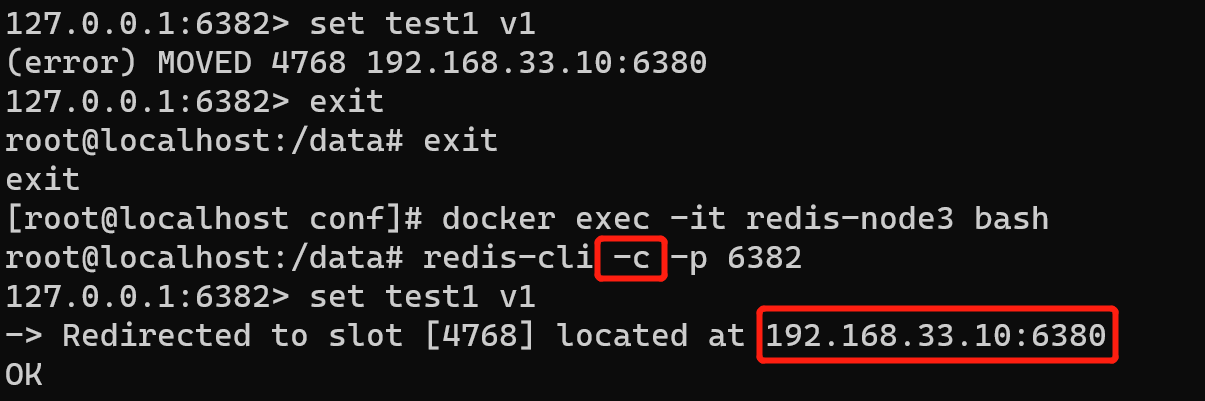 127.0.0.1:6382> set test1 v1
(error) MOVED 4768 192.168.33.10:6380
127.0.0.1:6382> exit
root@localhost:/data# exit
exit
[root@localhost conf]# docker exec -it redis-node3 bash
root@localhost:/data# redis-cli -c -p 6382
127.0.0.1:6382> set test1 v1
-> Redirected to slot [4768] located at 192.168.33.10:6380
OK